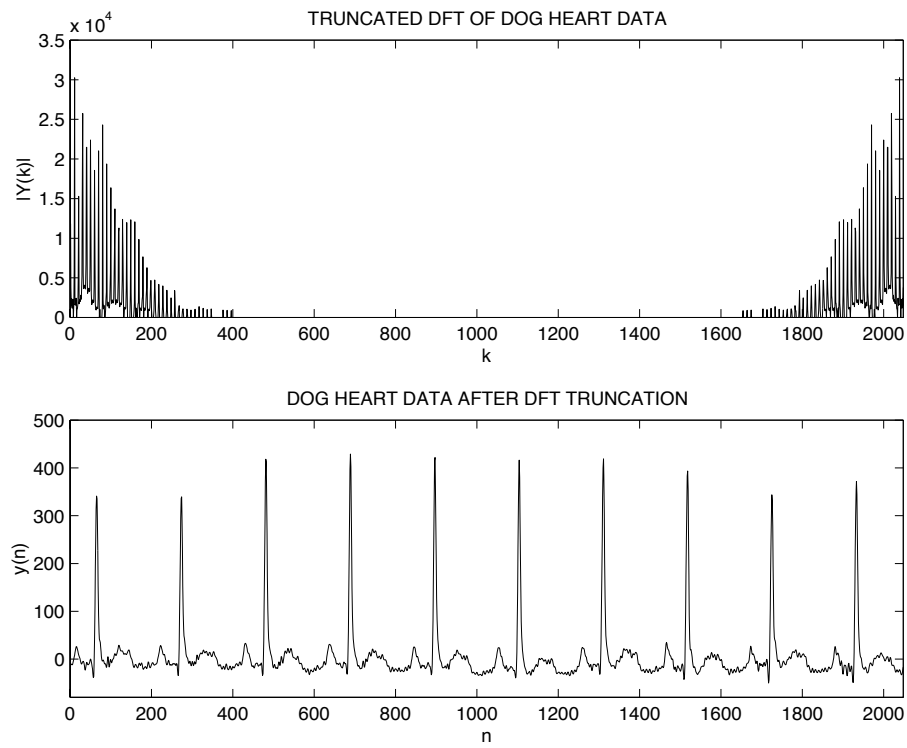 TRUNCATED DFT OF DOG HEART DATA
x 10^4
3.5
3
2.5
2
1.5
1
0.5
0
|Y(k)|
0 200 400 600 800 1000 1200 1400 1600 1800 2000
k
DOG HEART DATA AFTER DFT TRUNCATION
500
400
300
200
100
0
y(n)
0 200 400 600 800 1000 1200 1400 1600 1800 2000
n